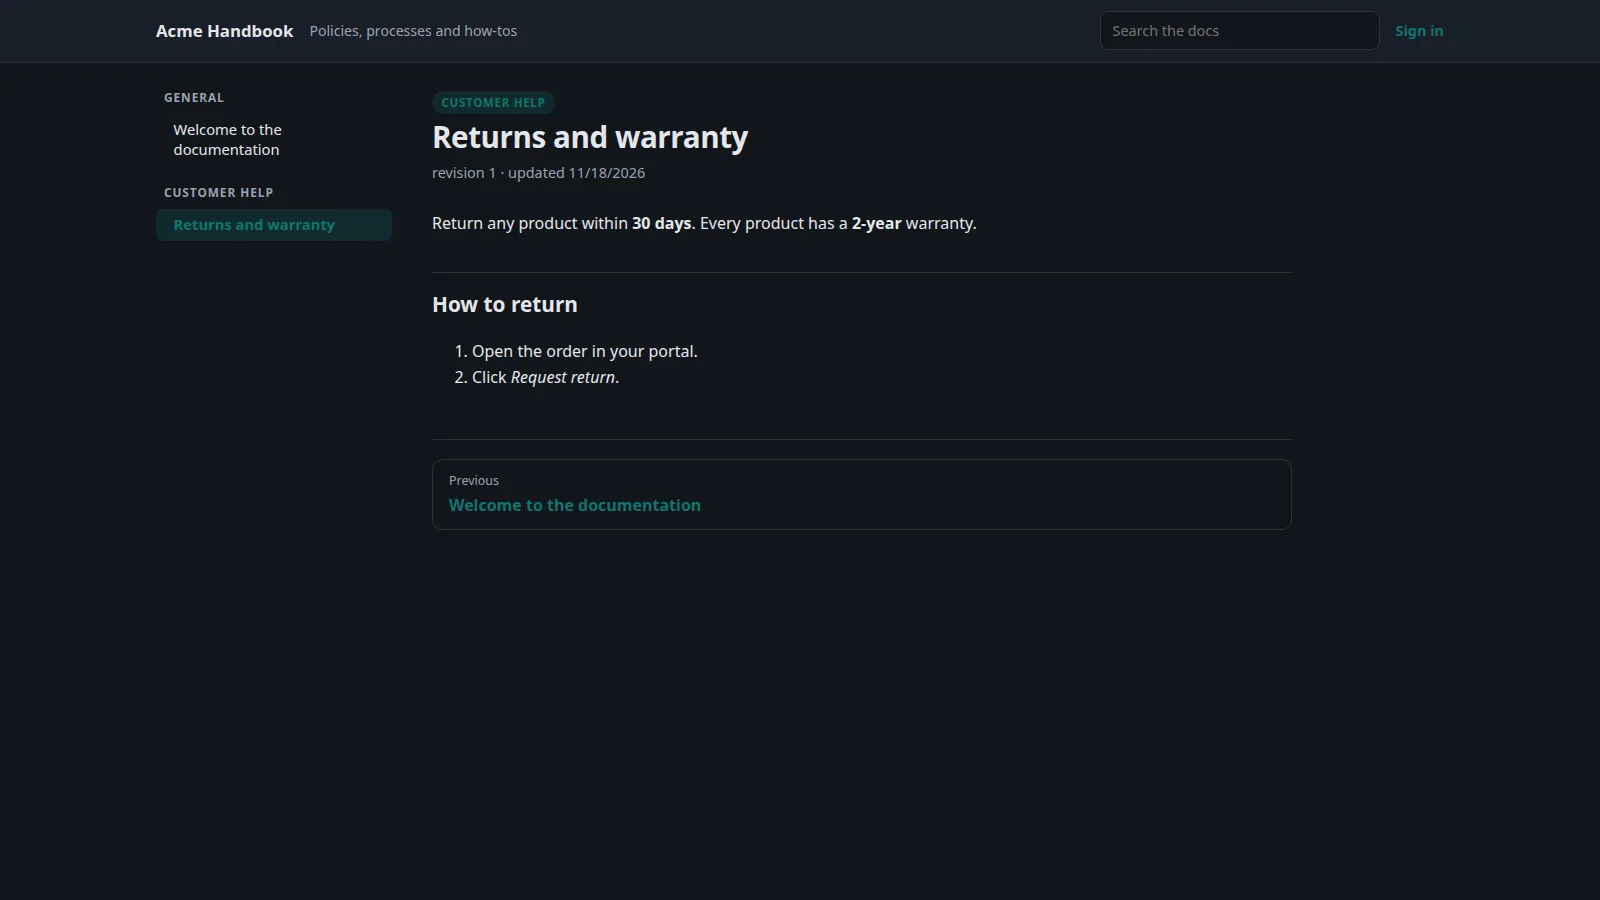 Acme Handbook Policies, processes and how-tos Search the docs Sign in
GENERAL
Welcome to the
documentation
CUSTOMER HELP
Returns and warranty
CUSTOMER HELP
Returns and warranty
revision 1 · updated 11/18/2026
Return any product within 30 days. Every product has a 2-year warranty.
How to return
1. Open the order in your portal.
2. Click Request return.
Previous
Welcome to the documentation